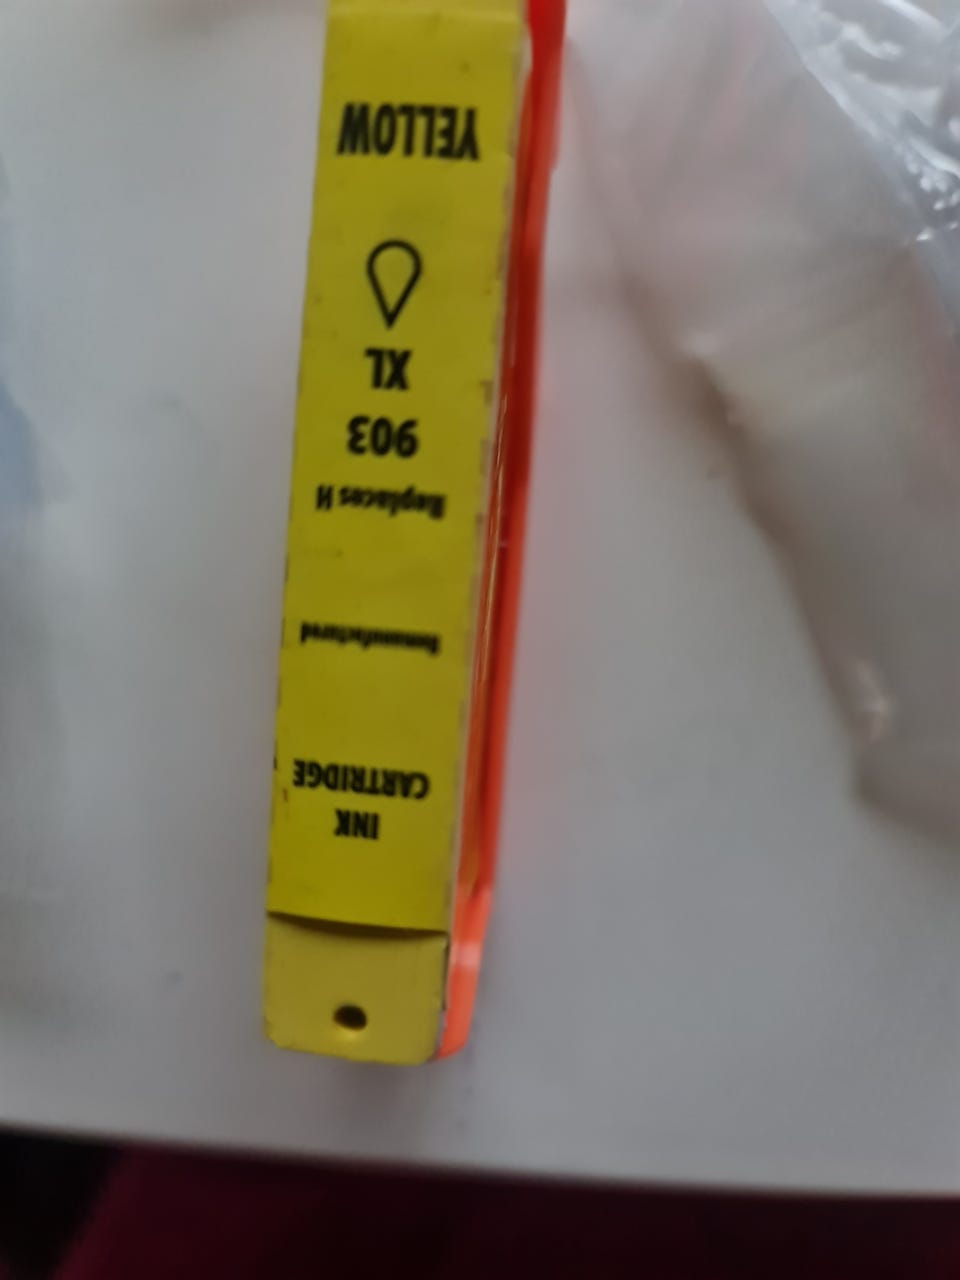 INK
CARTRIDGE
Remanufactured
Replaces H
903
XL
YELLOW